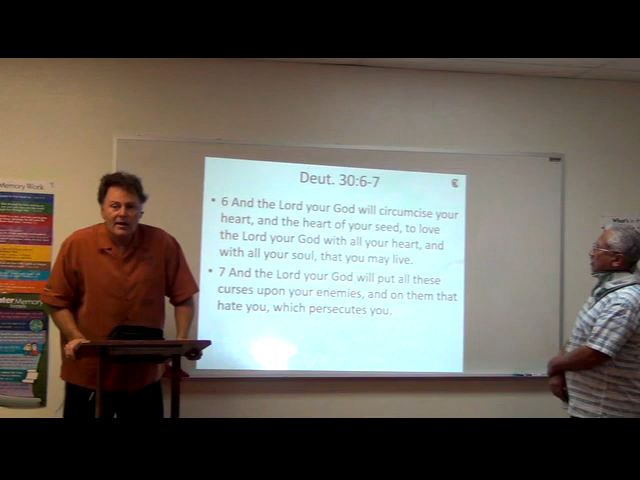 Deut. 30:6-7
• 6 And the Lord your God will circumcise your
heart, and the heart of your seed, to love
the Lord your God with all your heart, and
with all your soul, that you may live.
• 7 And the Lord your God will put all these
curses upon your enemies, and on them that
hate you, which persecutes you.
Memory Work
ater Memory
What's